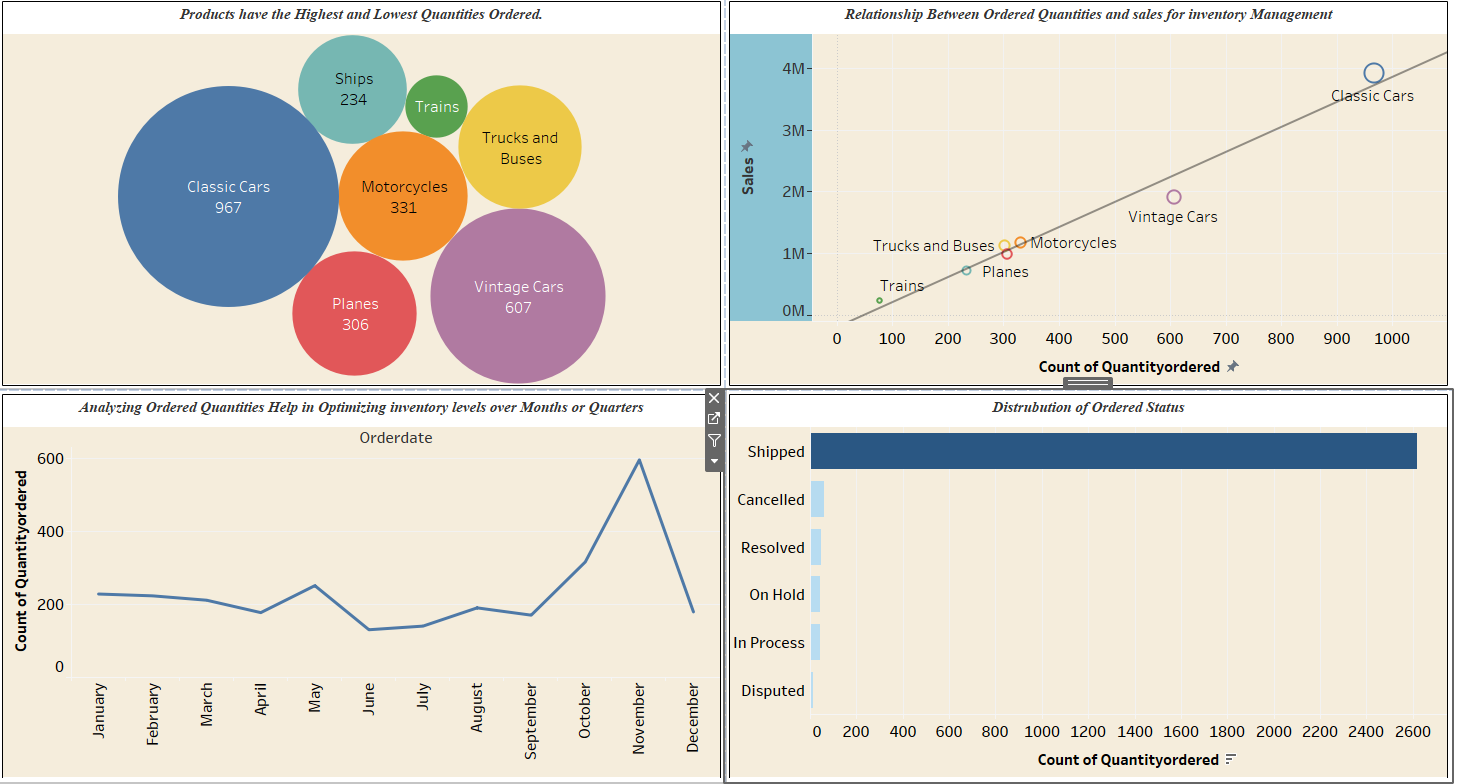 Products have the Highest and Lowest Quantities Ordered.
Ships
234
Trains
Trucks and
Buses
Classic Cars
967
Motorcycles
331
Planes
306
Vintage Cars
607
Relationship Between Ordered Quantities and sales for inventory Management
Sales
4M
3M
2M
1M
0M
Classic Cars
Vintage Cars
Trucks and Buses
Motorcycles
Planes
Trains
0 100 200 300 400 500 600 700 800 900 1000
Count of Quantityordered
Analyzing Ordered Quantities Help in Optimizing inventory levels over Months or Quarters
Orderdate
Count of Quantityordered
600
400
200
0
January February March April May June July August September October November December
Distrubution of Ordered Status
Shipped
Cancelled
Resolved
On Hold
In Process
Disputed
0 200 400 600 800 1000 1200 1400 1600 1800 2000 2200 2400 2600
Count of Quantityordered